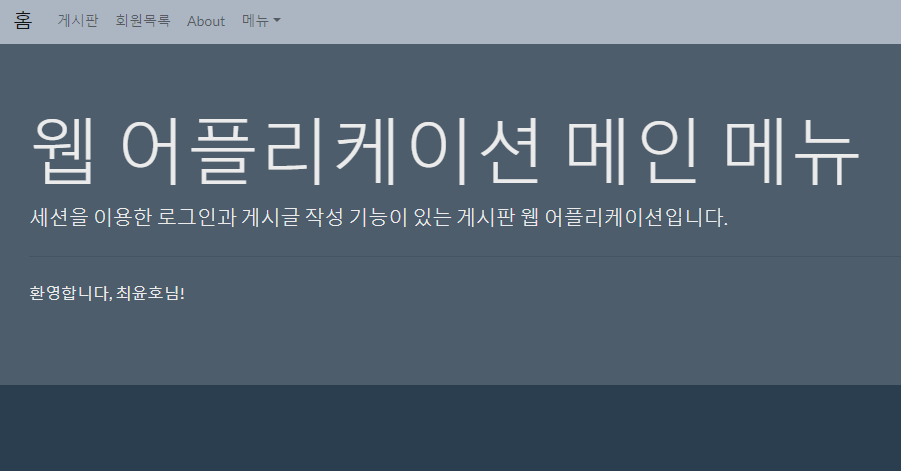 홈 게시판 회원목록 About 메뉴
웹 어플리케이션 메인 메뉴
세션을 이용한 로그인과 게시글 작성 기능이 있는 게시판 웹 어플리케이션입니다.
환영합니다, 최윤호님!